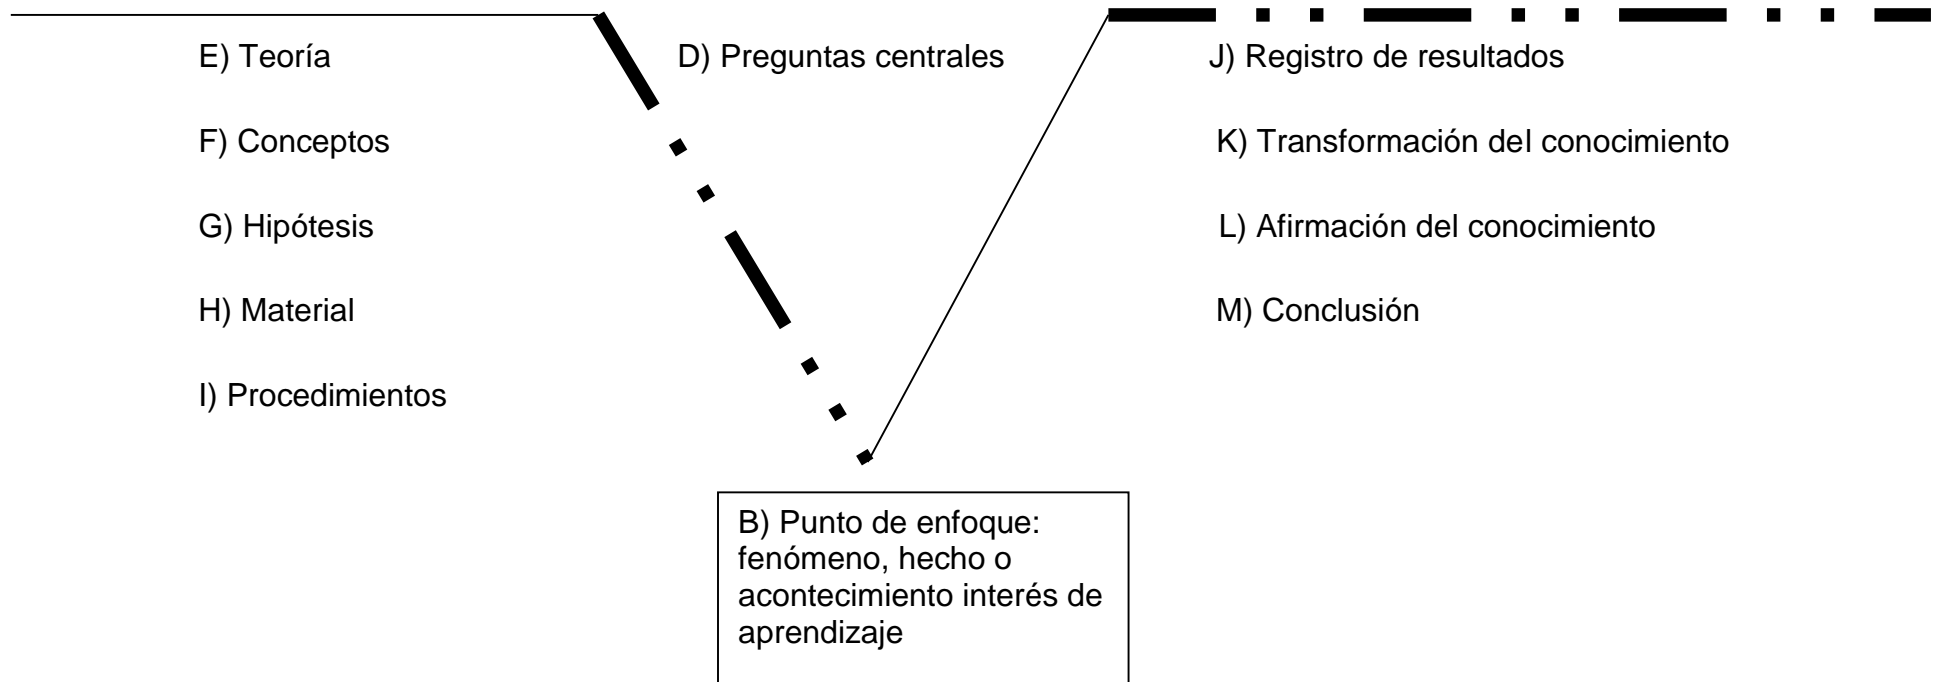 E) Teoría
F) Conceptos
G) Hipótesis
H) Material
I) Procedimientos
D) Preguntas centrales
J) Registro de resultados
K) Transformación del conocimiento
L) Afirmación del conocimiento
M) Conclusión
B) Punto de enfoque:
fenómeno, hecho o
acontecimiento interés de
aprendizaje